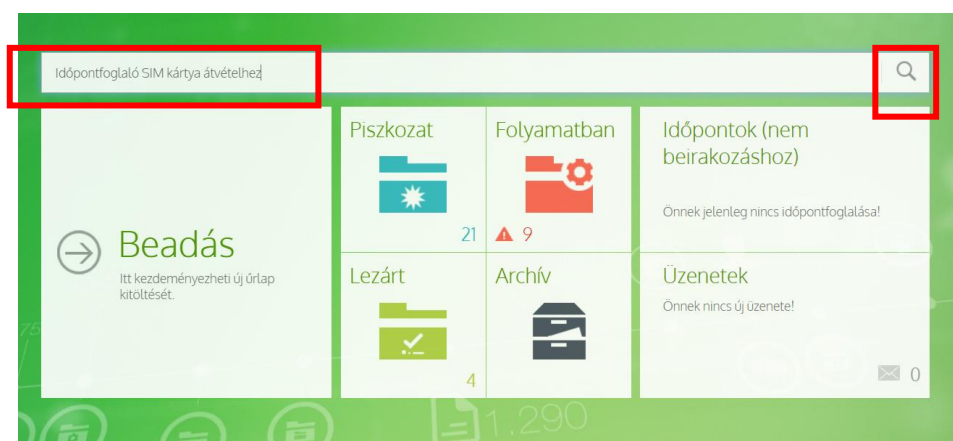 Időpontfoglaló SIM kártya átvételhez
Beadás
Itt kezdeményezheti új űrlap
kitöltését.
Piszkozat
21
Folyamatban
9
Időpontok (nem
beirakozáshoz)
Önnek jelenleg nincs időpontfoglalása!
Lezárt
4
Archív
Üzenetek
Önnek nincs új üzenete!
0
75
1.290